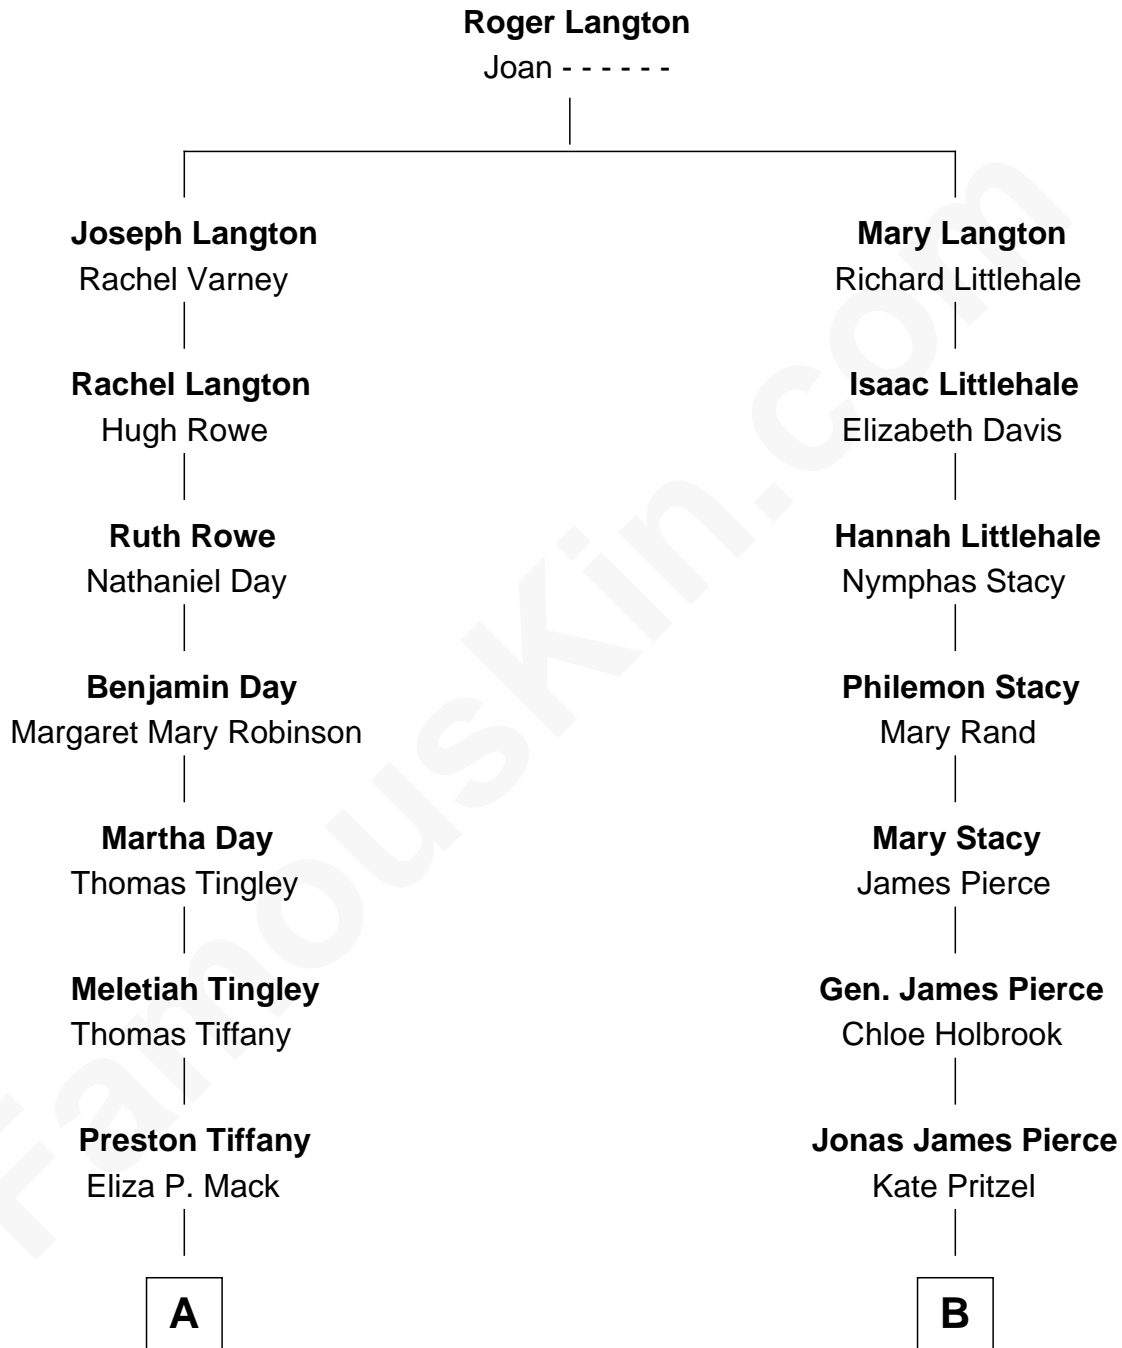 Roger Langton
Joan - - - - - -
Joseph Langton
Rachel Varney
Mary Langton
Richard Littlehale
Rachel Langton
Hugh Rowe
Isaac Littlehale
Elizabeth Davis
Ruth Rowe
Nathaniel Day
Hannah Littlehale
Nymphas Stacy
Benjamin Day
Margaret Mary Robinson
Philemon Stacy
Mary Rand
Martha Day
Thomas Tingley
Mary Stacy
James Pierce
Meletiah Tingley
Thomas Tiffany
Gen. James Pierce
Chloe Holbrook
Preston Tiffany
Eliza P. Mack
Jonas James Pierce
Kate Pritzel
A
B
FamousKin.com